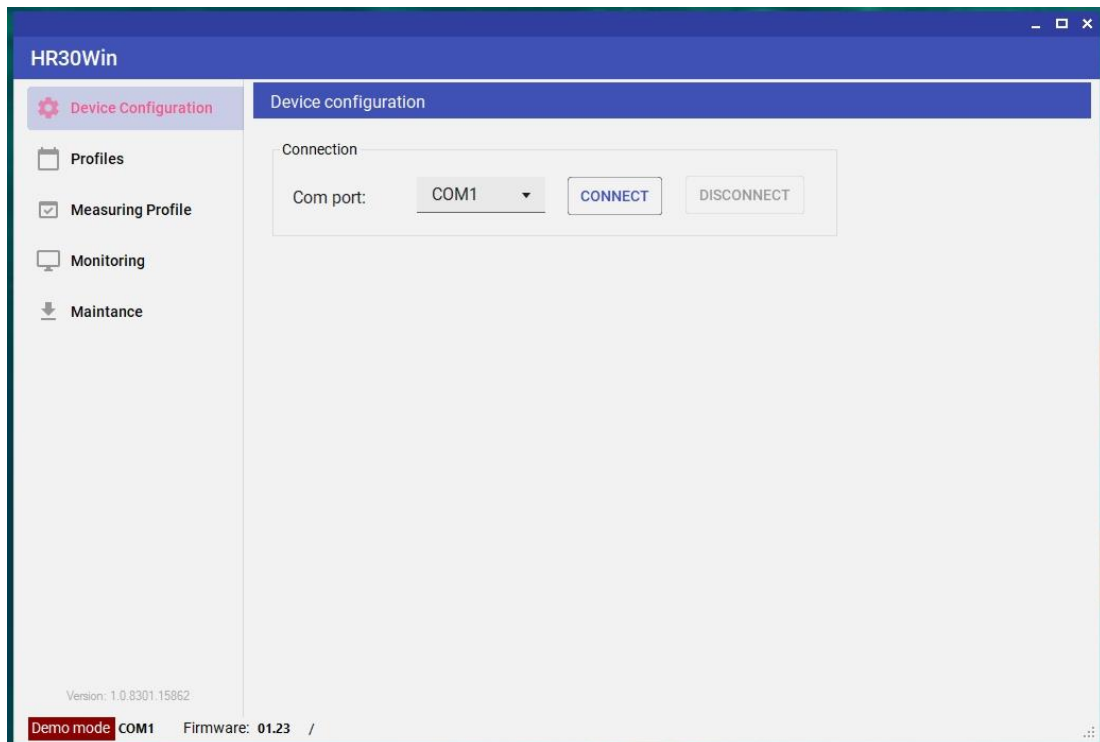 HR30Win
Device Configuration
Profiles
Measuring Profile
Monitoring
Maintance
Device configuration
Connection
Com port: COM1 CONNECT DISCONNECT
Version: 1.0.8301.15862
Demo mode COM1 Firmware: 01.23 /